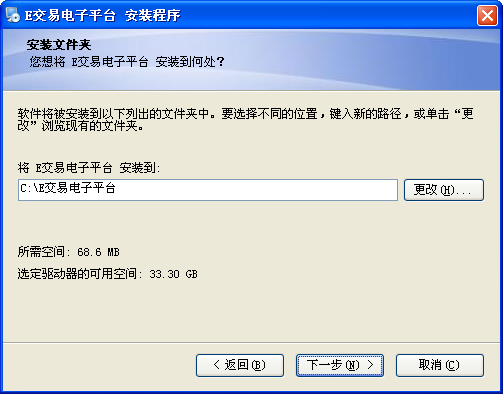 E交易电子平台 安装程序
安装文件夹
您想将 E交易电子平台 安装到何处?
软件将被安装到以下列出的文件夹中。要选择不同的位置，键入新的路径，或单击“更
改”浏览现有的文件夹。
将 E交易电子平台 安装到:
C:\E交易电子平台
更改(H)...
所需空间: 68.6 MB
选定驱动器的可用空间: 33.30 GB
< 返回(B)
下一步(N) >
取消(C)